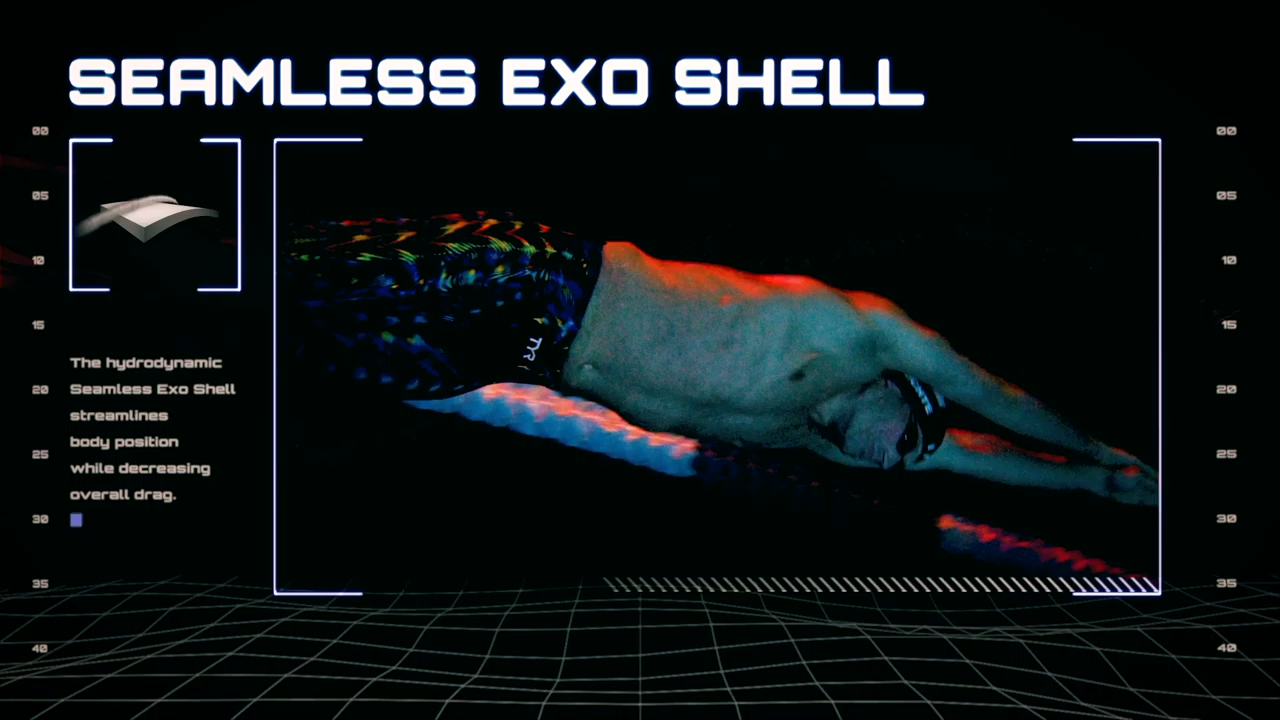 SEAMLESS EXO SHELL
00
05
10
15
20
25
30
35
40
The hydrodynamic
Seamless Exo Shell
streamlines
body position
while decreasing
overall drag.
TYR
00
05
10
15
20
25
30
35
40